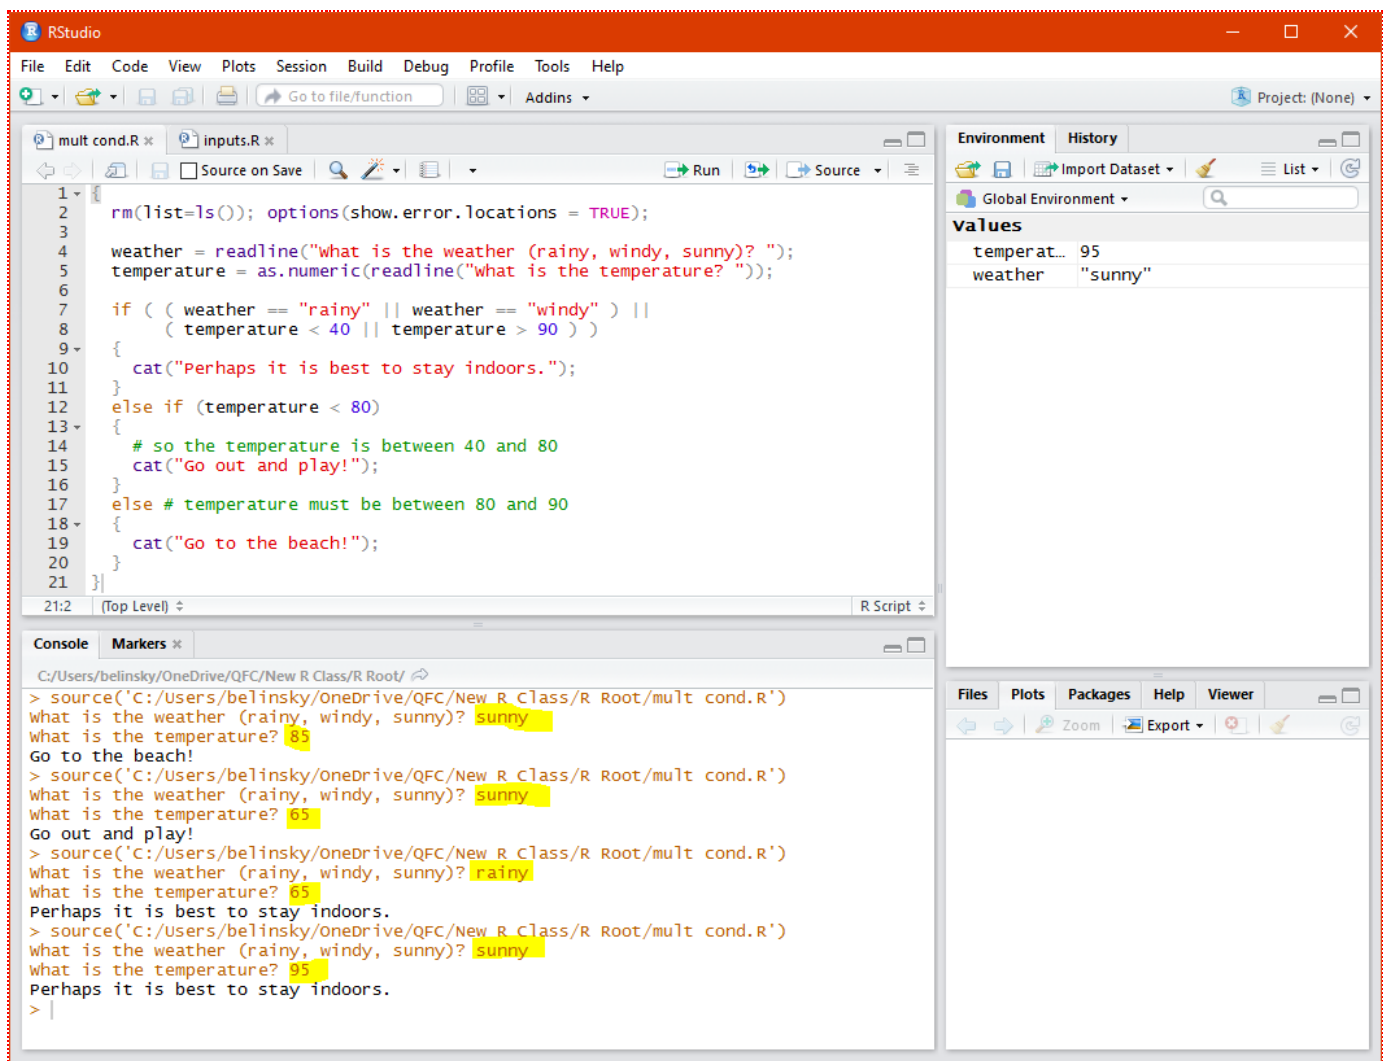 RStudio
File Edit Code View Plots Session Build Debug Profile Tools Help
Go to file/function Addins Project: (None)
mult cond.R inputs.R
Source on Save Run Source
1 {
2 rm(list=ls()); options(show.error.locations = TRUE);
3
4 weather = readline("What is the weather (rainy, windy, sunny)? ");
5 temperature = as.numeric(readline("What is the temperature? "));
6
7 if ( ( weather == "rainy" || weather == "windy" ) ||
8 ( temperature < 40 || temperature > 90 ) )
9 {
10 cat("Perhaps it is best to stay indoors.");
11 }
12 else if (temperature < 80)
13 {
14 # so the temperature is between 40 and 80
15 cat("Go out and play!");
16 }
17 else # temperature must be between 80 and 90
18 {
19 cat("Go to the beach!");
20 }
21 }
21:2 (Top Level) R Script
Console Markers
C:/Users/belinsky/OneDrive/QFC/New R Class/R Root/
> source('C:/Users/belinsky/OneDrive/QFC/New R Class/R Root/mult cond.R')
What is the weather (rainy, windy, sunny)? sunny
What is the temperature? 85
Go to the beach!
> source('C:/Users/belinsky/OneDrive/QFC/New R Class/R Root/mult cond.R')
What is the weather (rainy, windy, sunny)? sunny
What is the temperature? 65
Go out and play!
> source('C:/Users/belinsky/OneDrive/QFC/New R Class/R Root/mult cond.R')
What is the weather (rainy, windy, sunny)? rainy
What is the temperature? 65
Perhaps it is best to stay indoors.
> source('C:/Users/belinsky/OneDrive/QFC/New R Class/R Root/mult cond.R')
What is the weather (rainy, windy, sunny)? sunny
What is the temperature? 95
Perhaps it is best to stay indoors.
>
Environment History
Import Dataset List
Global Environment
Values
temperat… 95
weather "sunny"
Files Plots Packages Help Viewer
Zoom Export